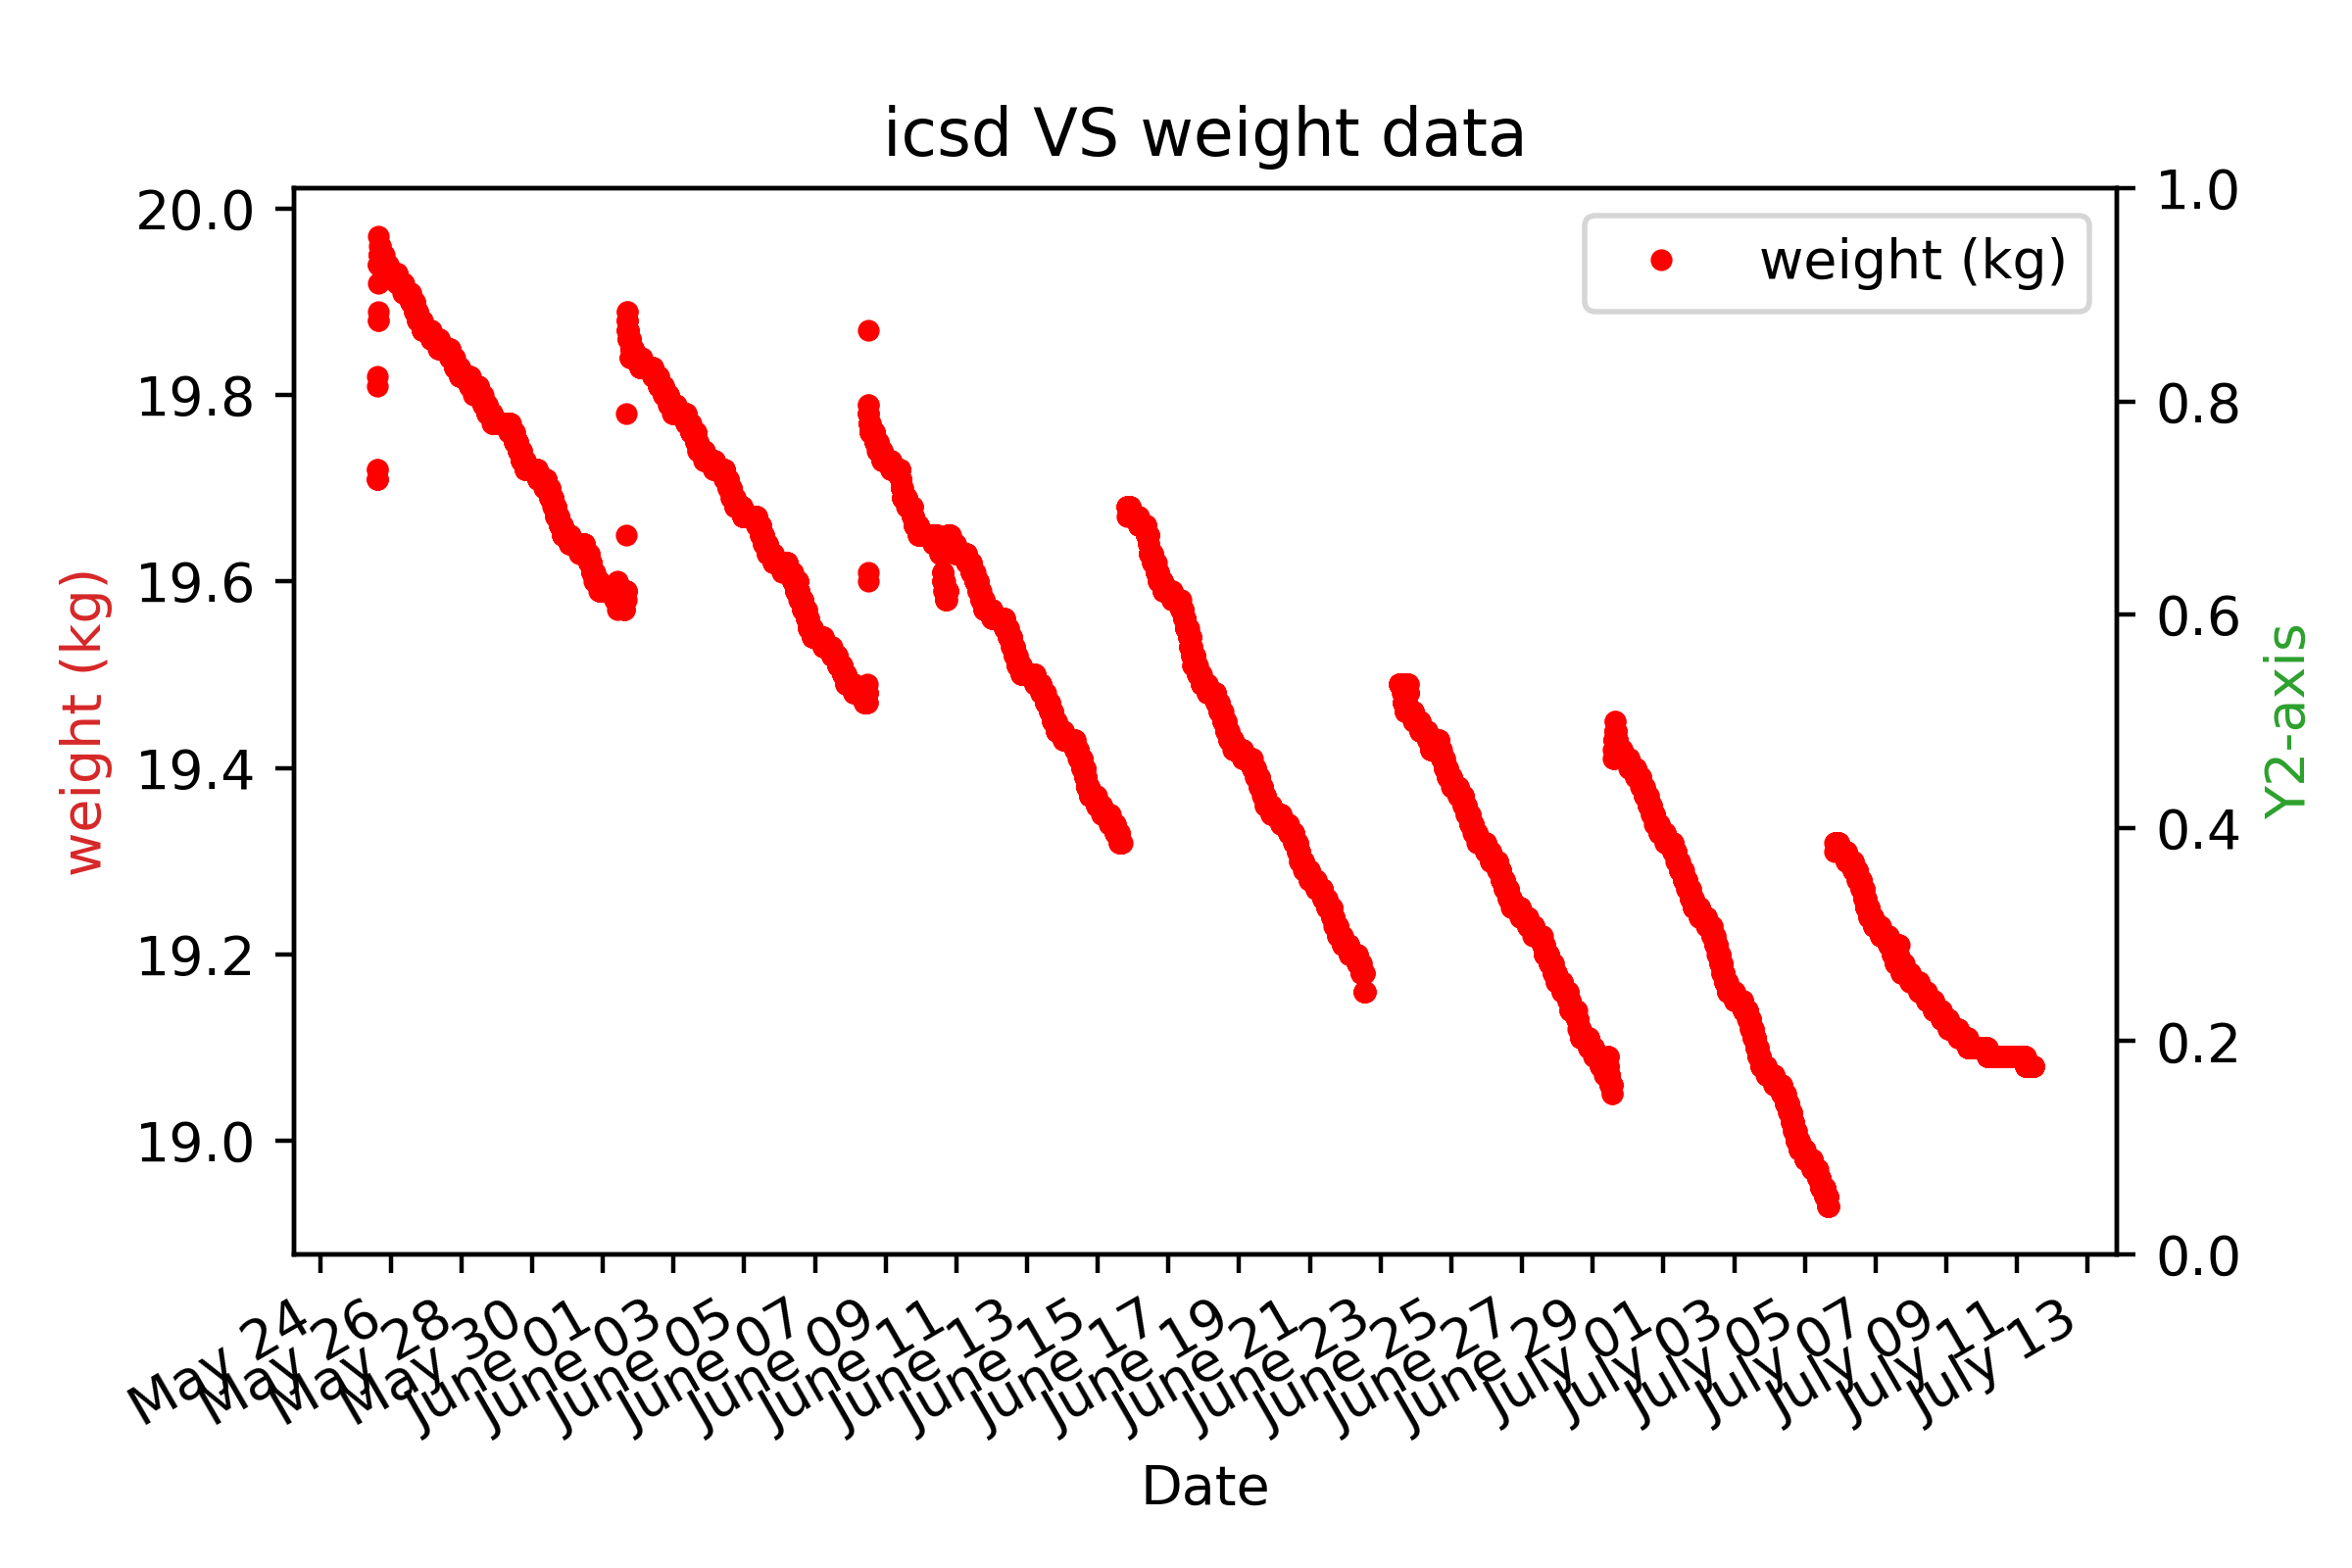 icsd VS weight data
weight (kg)
20.0
19.8
19.6
19.4
19.2
19.0
weight (kg)
1.0
0.8
0.6
0.4
0.2
0.0
Y2-axis
May 24
May 26
May 28
May 30
June 01
June 03
June 05
June 07
June 09
June 11
June 13
June 15
June 17
June 19
June 21
June 23
June 25
June 27
June 29
July 01
July 03
July 05
July 07
July 09
July 11
July 13
Date